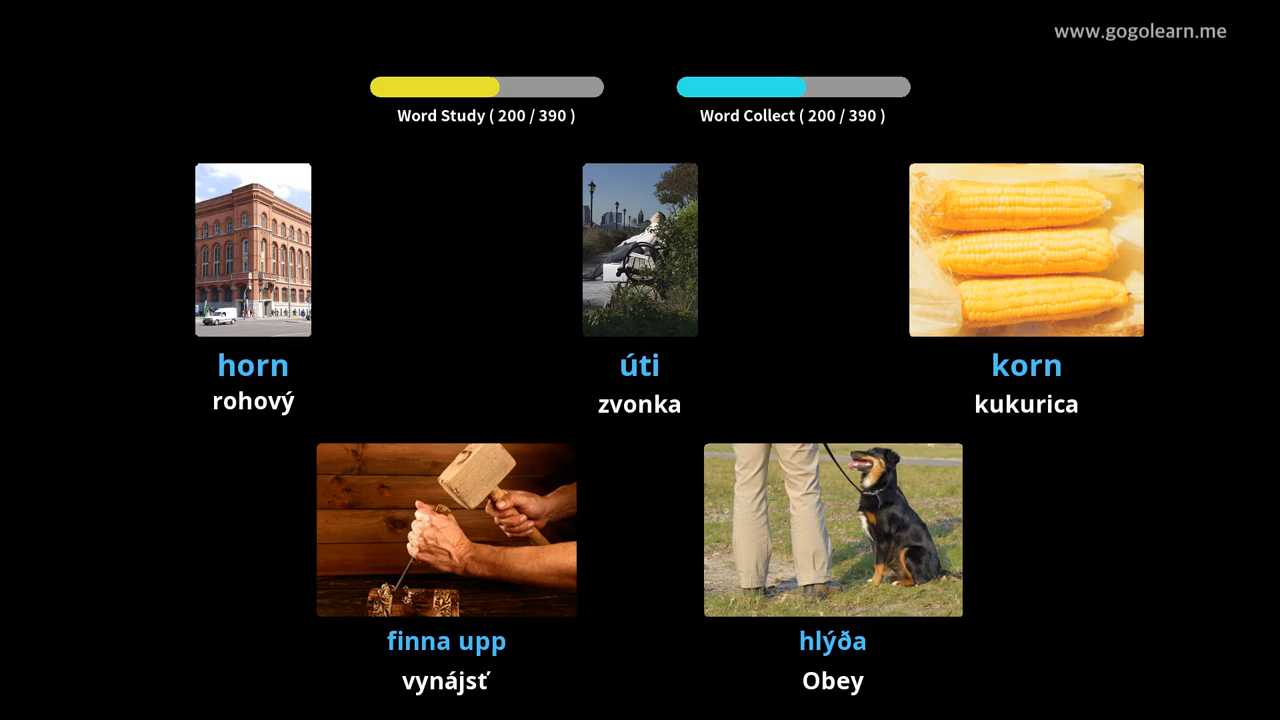 www.gogolearn.me
Word Study ( 200 / 390 )
Word Collect ( 200 / 390 )
horn
rohový
úti
zvonka
korn
kukurica
finna upp
vynájsť
hlýða
Obey